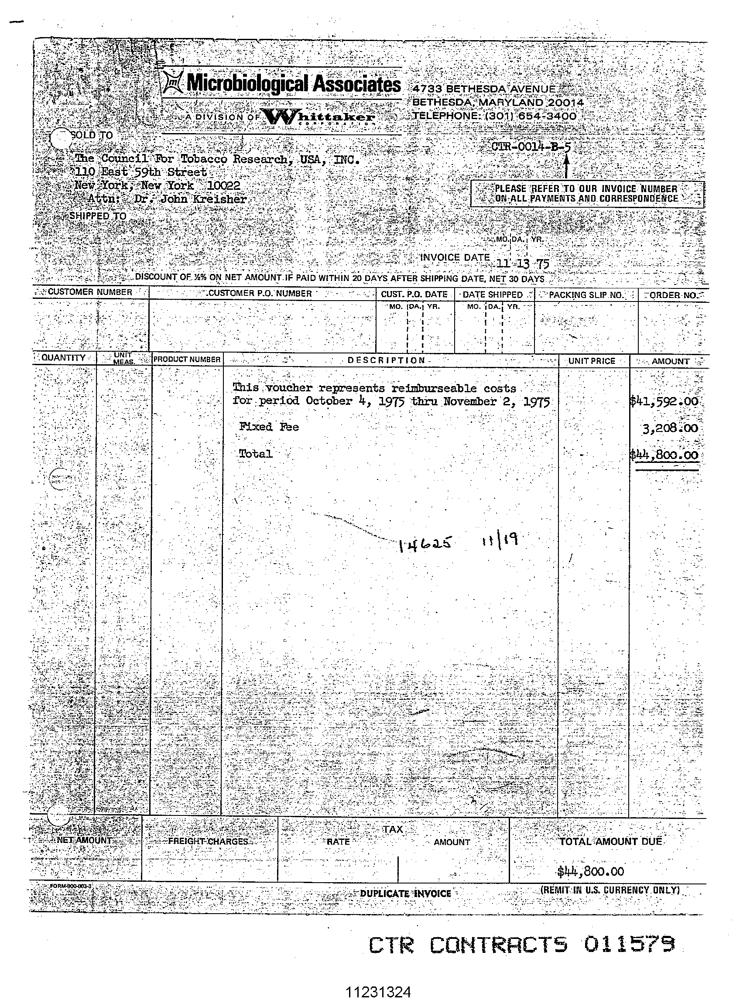 Microbiological Associates
A DIVISION OF Whittaker
CORPORATION
4733 BETHESDA AVENUE
BETHESDA, MARYLAND 20014
TELEPHONE: (301) 654-3400
SOLD TO
CTR-0014-B-5
The Council For Tobacco Research, USA, INC.
110 East 59th Street
New York, New York 10022
Attn: Dr. John Kreisher
PLEASE REFER TO OUR INVOICE NUMBER
ON ALL PAYMENTS AND CORRESPONDENCE
SHIPPED TO
MO. DA. YR.
INVOICE DATE 11 13 75
DISCOUNT OF ½% ON NET AMOUNT IF PAID WITHIN 20 DAYS AFTER SHIPPING DATE, NET 30 DAYS
CUSTOMER NUMBER CUSTOMER P.O. NUMBER CUST. P.O. DATE DATE SHIPPED PACKING SLIP NO. ORDER NO.
MO. DA. YR. MO. DA. YR.
QUANTITY UNIT MEAS. PRODUCT NUMBER DESCRIPTION UNIT PRICE AMOUNT
This voucher represents reimburseable costs
for period October 4, 1975 thru November 2, 1975 $41,592.00
Fixed Fee 3,208.00
Total $44,800.00
14625 11/19
TAX
NET AMOUNT FREIGHT CHARGES RATE AMOUNT TOTAL AMOUNT DUE
$44,800.00
FORM-900-003-3
DUPLICATE INVOICE
(REMIT IN U.S. CURRENCY ONLY)
CTR CONTRACTS 011579
11231324